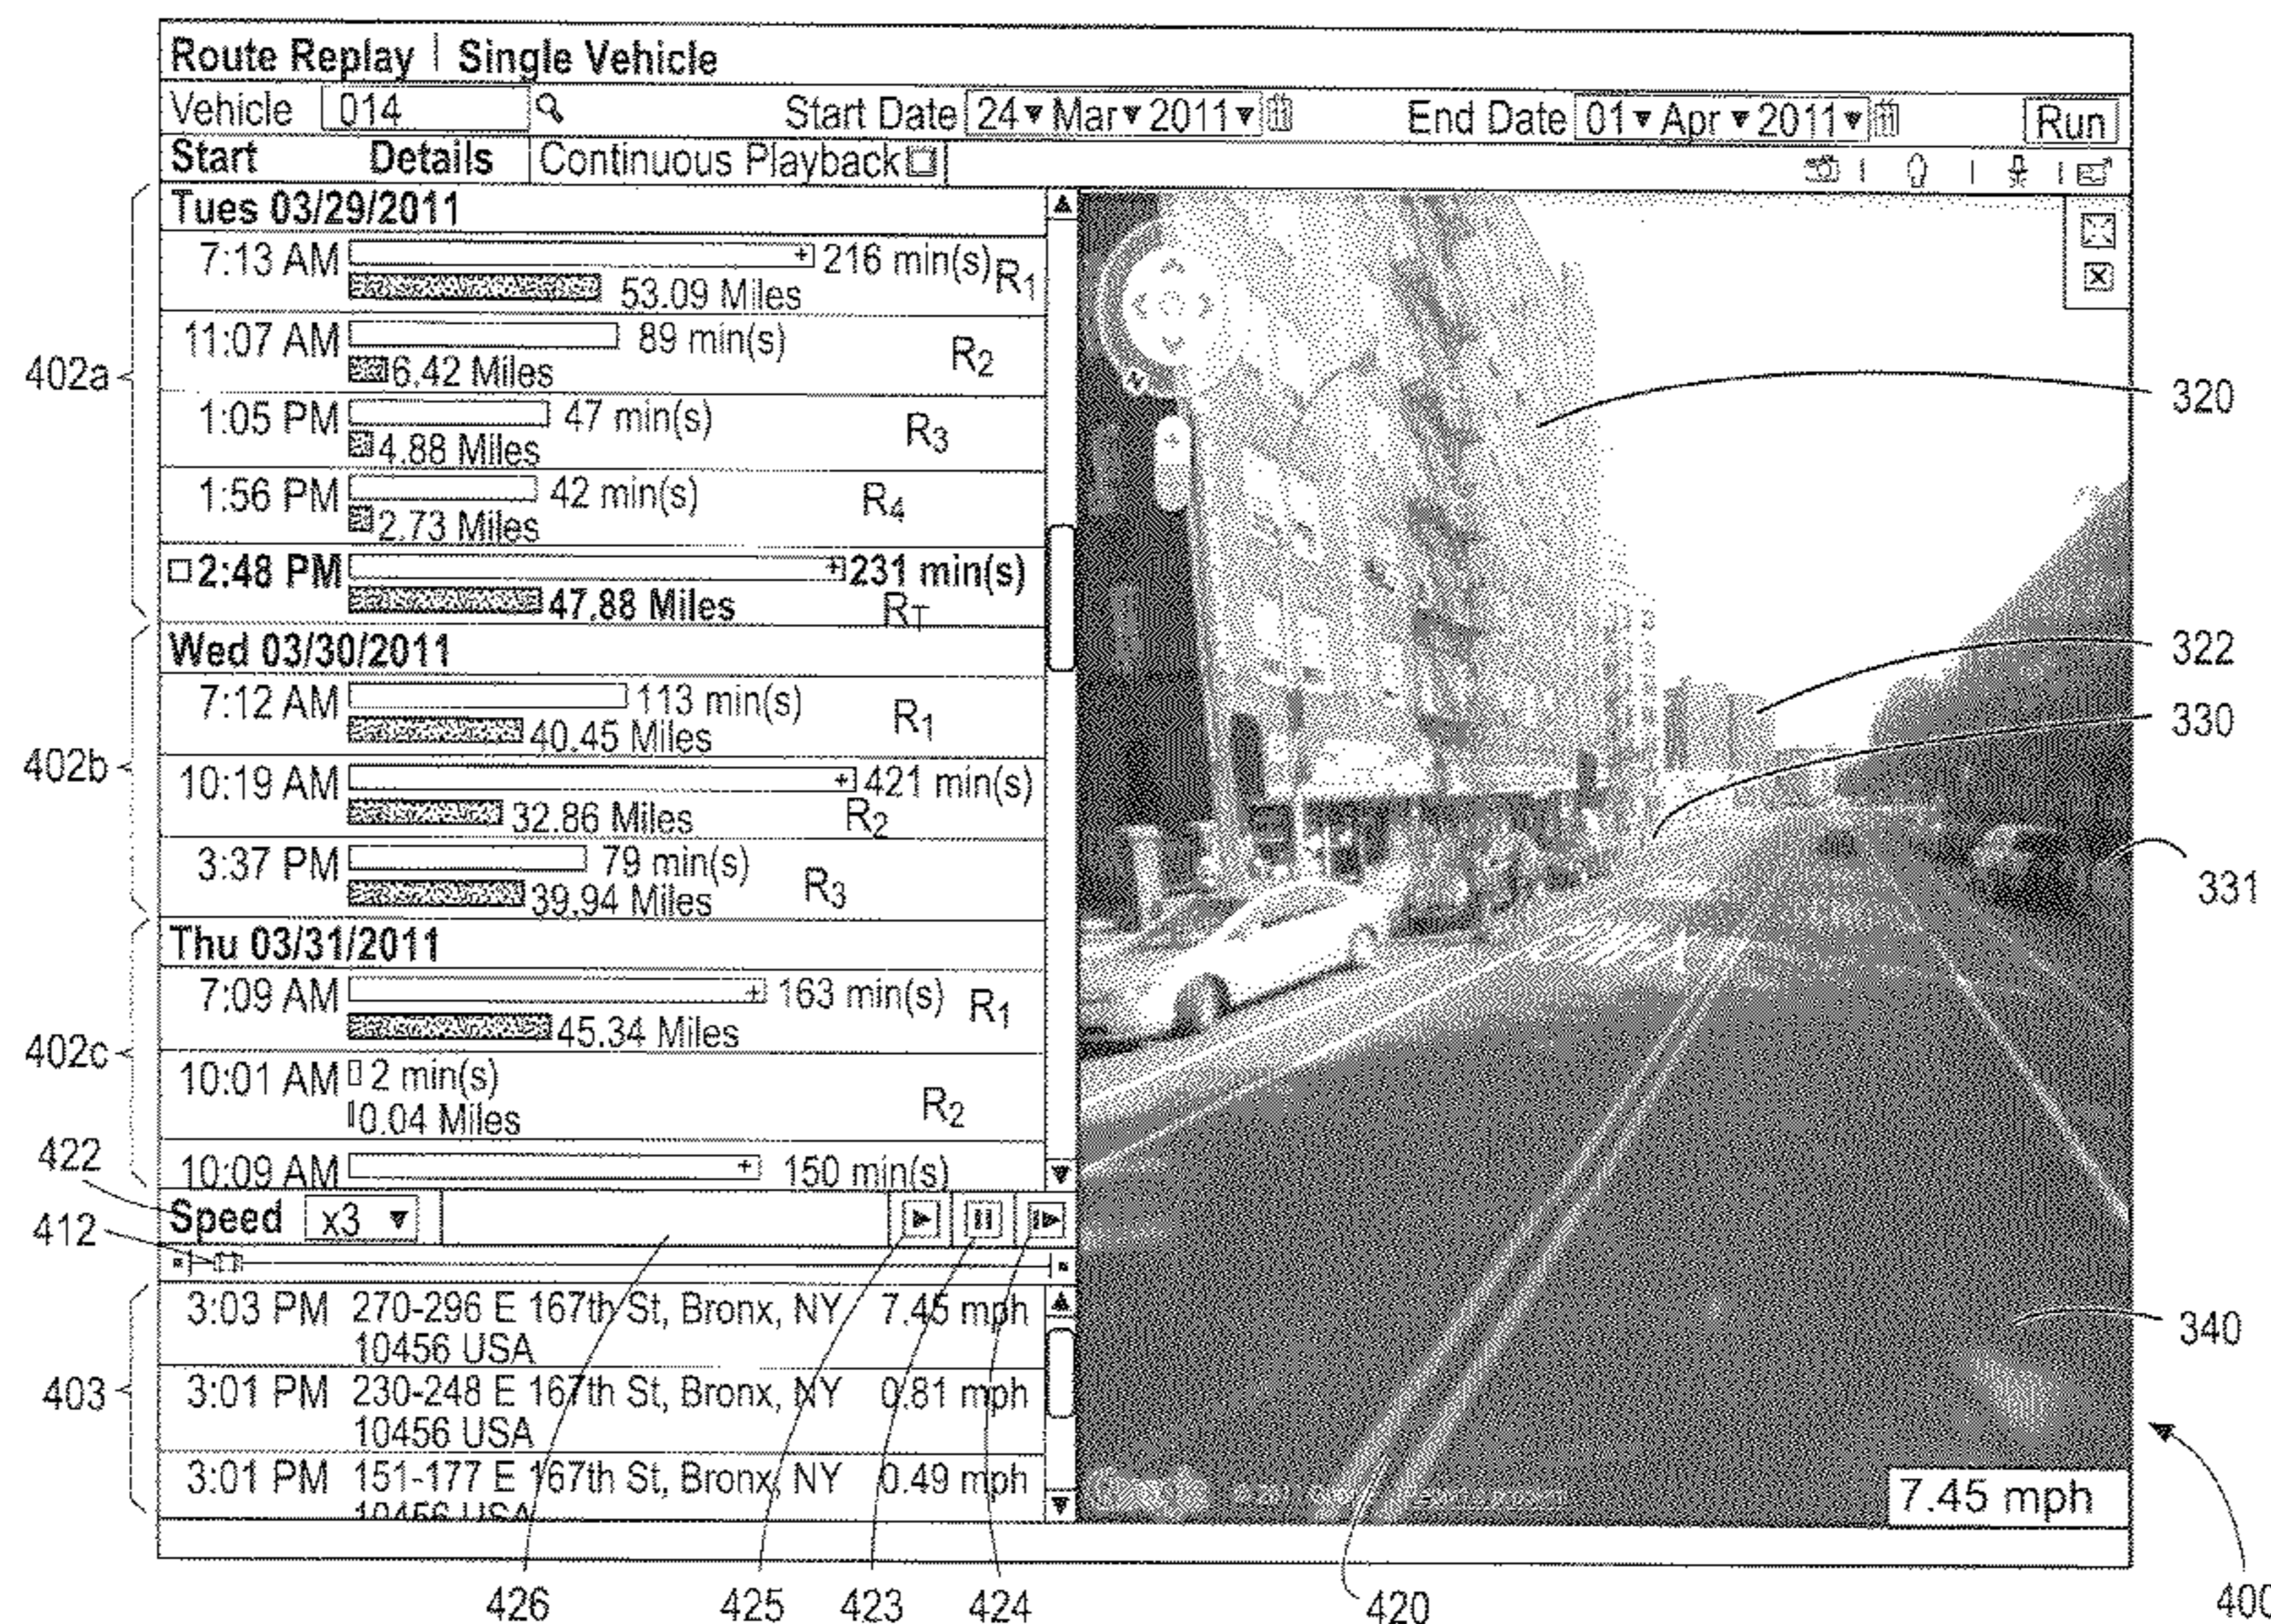 Route Replay | Single Vehicle
Vehicle 014 Start Date 24 Mar 2011 End Date 01 Apr 2011 Run
Start Details Continuous Playback
Tues 03/29/2011
7:13 AM 216 min(s)
53.09 Miles R1
11:07 AM 89 min(s)
6.42 Miles R2
1:05 PM 47 min(s)
4.88 Miles R3
1:56 PM 42 min(s)
2.73 Miles R4
2:48 PM 231 min(s)
47.88 Miles RT
Wed 03/30/2011
7:12 AM 113 min(s)
40.45 Miles R1
10:19 AM 421 min(s)
32.86 Miles R2
3:37 PM 79 min(s)
39.94 Miles R3
Thu 03/31/2011
7:09 AM 163 min(s)
45.34 Miles R1
10:01 AM 2 min(s)
0.04 Miles R2
10:09 AM 150 min(s)
Speed x3
3:03 PM 270-296 E 167th St, Bronx, NY 7.45 mph
10456 USA
3:01 PM 230-248 E 167th St, Bronx, NY 0.81 mph
10456 USA
3:01 PM 151-177 E 167th St, Bronx, NY 0.49 mph
10456 USA
402a
402b
402c
422
412
403
N
320
322
330
331
340
7.45 mph
400
426 425 423 424 420